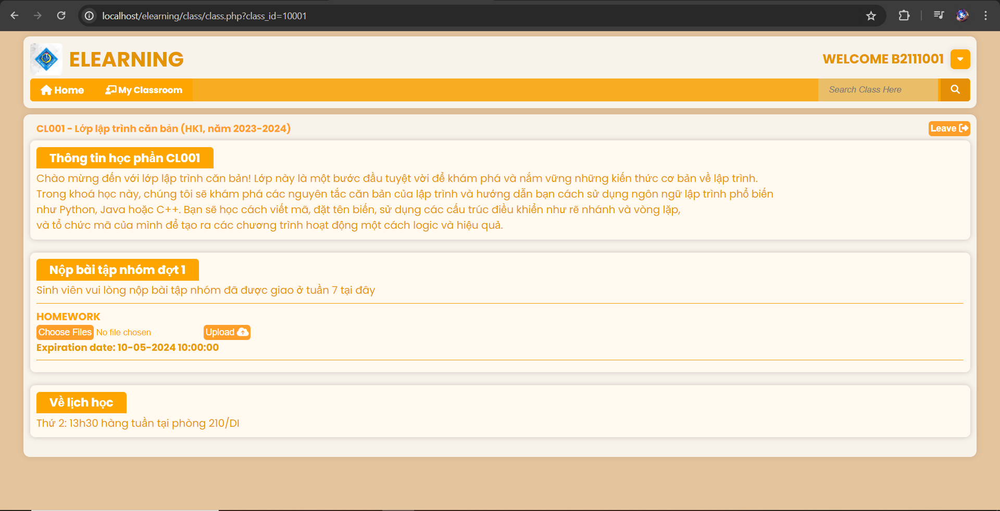 localhost/elearning/class/class.php?class_id=10001
ELEARNING
WELCOME B2111001
Home
My Classroom
Search Class Here
CL001 - Lớp lập trình căn bản (HK1, năm 2023-2024)
Leave
Thông tin học phần CL001
Chào mừng đến với lớp lập trình căn bản! Lớp này là một bước đầu tuyệt vời để khám phá và nắm vững những kiến thức cơ bản về lập trình.
Trong khoá học này, chúng tôi sẽ khám phá các nguyên tắc căn bản của lập trình và hướng dẫn bạn cách sử dụng ngôn ngữ lập trình phổ biến
như Python, Java hoặc C++. Bạn sẽ học cách viết mã, đặt tên biến, sử dụng các cấu trúc điều khiển như rẽ nhánh và vòng lặp,
và tổ chức mã của mình để tạo ra các chương trình hoạt động một cách logic và hiệu quả.
Nộp bài tập nhóm đợt 1
Sinh viên vui lòng nộp bài tập nhóm đã được giao ở tuần 7 tại đây
HOMEWORK
Choose Files No file chosen
Upload
Expiration date: 10-05-2024 10:00:00
Về lịch học
Thứ 2: 13h30 hàng tuần tại phòng 210/DI